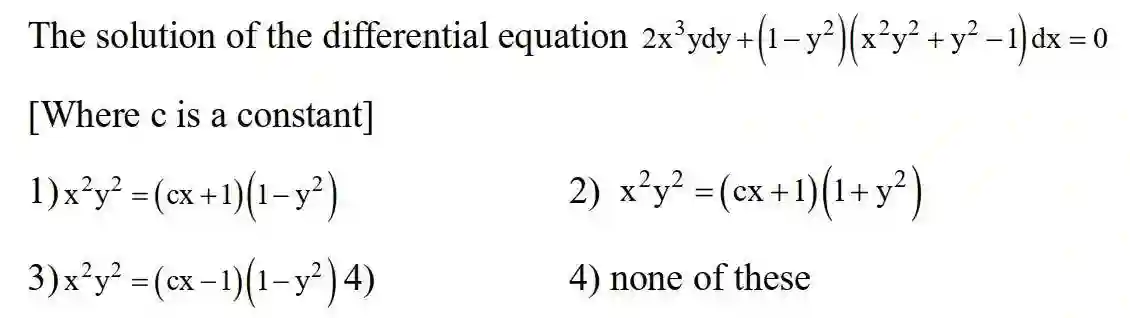 The solution of the differential equation 2x³ydy+(1−y²)(x²y²+y²−1)dx=0
[Where c is a constant]
1)x²y²=(cx+1)(1−y²) 2) x²y²=(cx+1)(1+y²)
3)x²y²=(cx−1)(1−y²)4) 4) none of these